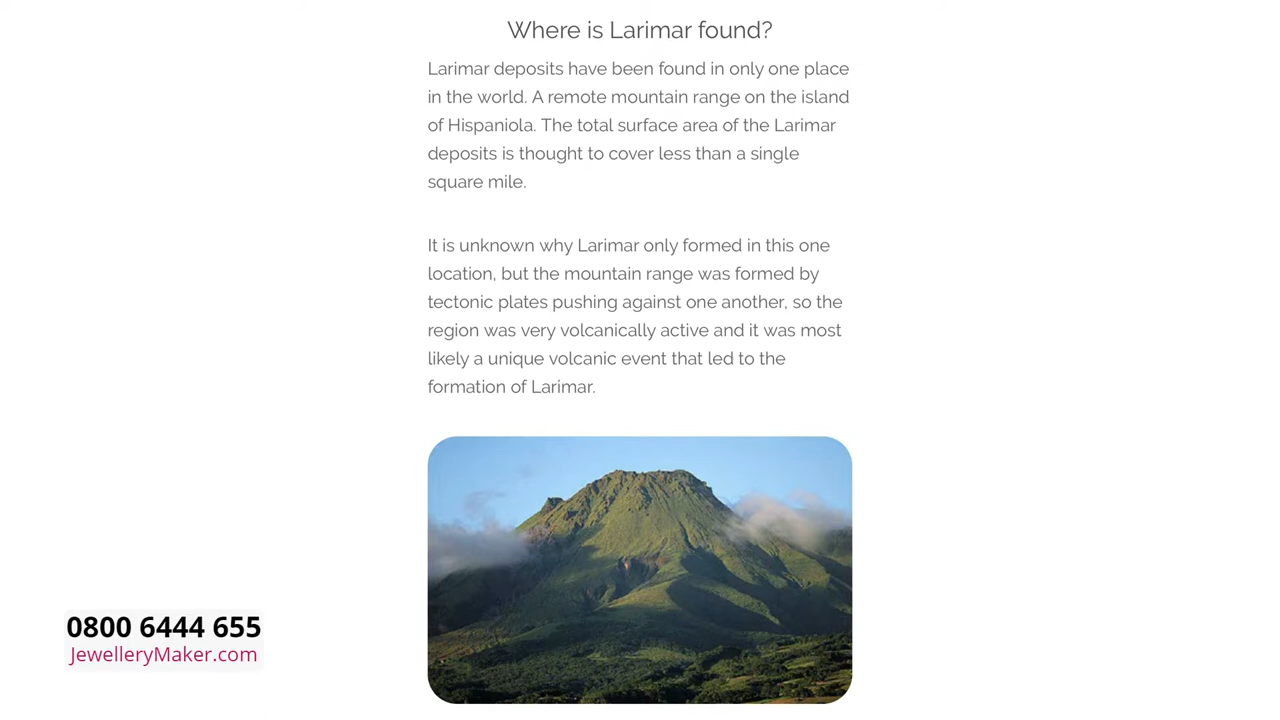 Where is Larimar found?
Larimar deposits have been found in only one place
in the world. A remote mountain range on the island
of Hispaniola. The total surface area of the Larimar
deposits is thought to cover less than a single
square mile.
It is unknown why Larimar only formed in this one
location, but the mountain range was formed by
tectonic plates pushing against one another, so the
region was very volcanically active and it was most
likely a unique volcanic event that led to the
formation of Larimar.
0800 6444 655
JewelleryMaker.com